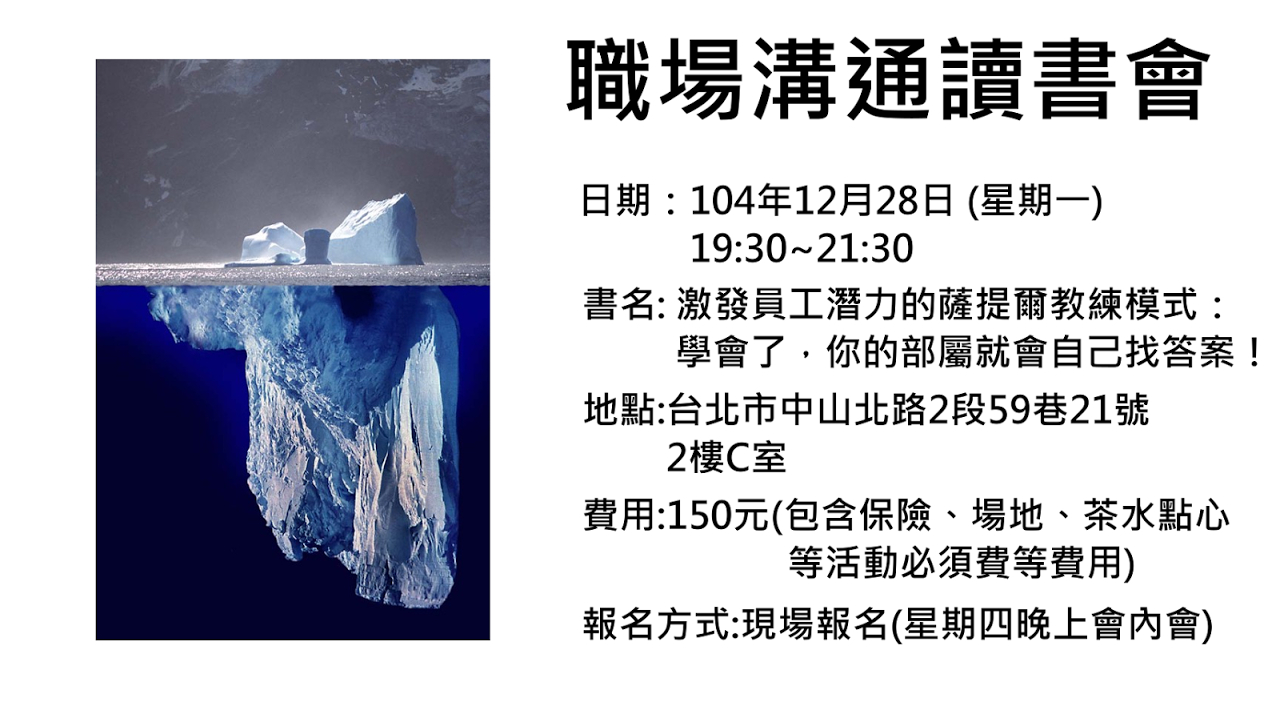 職場溝通讀書會
日期：104年12月28日 (星期一)
19:30~21:30
書名: 激發員工潛力的薩提爾教練模式：
學會了，你的部屬就會自己找答案！
地點:台北市中山北路2段59巷21號
2樓C室
費用:150元(包含保險、場地、茶水點心
等活動必須費等費用)
報名方式:現場報名(星期四晚上會內會)